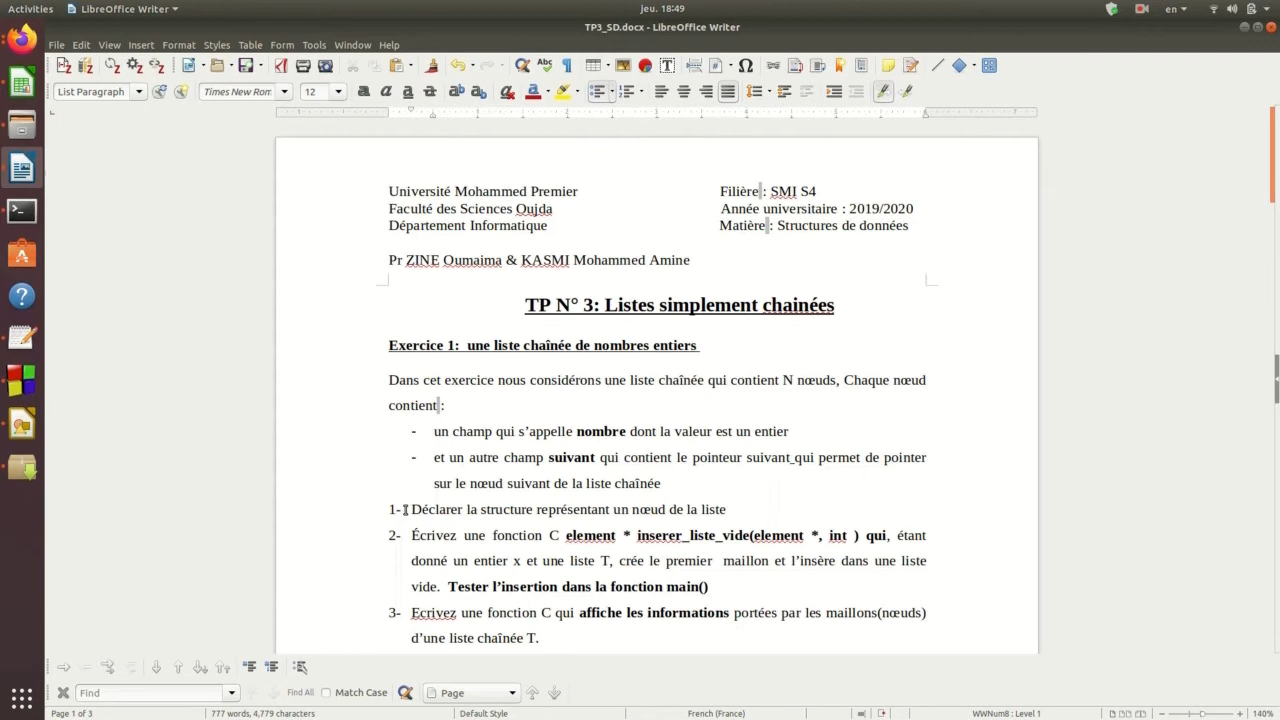 Activities LibreOffice Writer jeu. 18:49 en
TP3_SD.docx - LibreOffice Writer
File Edit View Insert Format Styles Table Form Tools Window Help
List Paragraph Times New Rom 12
Université Mohammed Premier Filière : SMI S4
Faculté des Sciences Oujda Année universitaire : 2019/2020
Département Informatique Matière : Structures de données
Pr ZINE Oumaima & KASMI Mohammed Amine
TP N° 3: Listes simplement chainées
Exercice 1: une liste chaînée de nombres entiers
Dans cet exercice nous considérons une liste chaînée qui contient N nœuds, Chaque nœud
contient :
- un champ qui s’appelle nombre dont la valeur est un entier
- et un autre champ suivant qui contient le pointeur suivant qui permet de pointer
sur le nœud suivant de la liste chaînée
1- Déclarer la structure représentant un nœud de la liste
2- Écrivez une fonction C element * inserer_liste_vide(element *, int ) qui, étant
donné un entier x et une liste T, crée le premier maillon et l’insère dans une liste
vide. Tester l’insertion dans la fonction main()
3- Ecrivez une fonction C qui affiche les informations portées par les maillons(nœuds)
d’une liste chaînée T.
Find Find All Match Case Page
Page 1 of 3 777 words, 4,779 characters Default Style French (France) WWNum8 : Level 1 140%